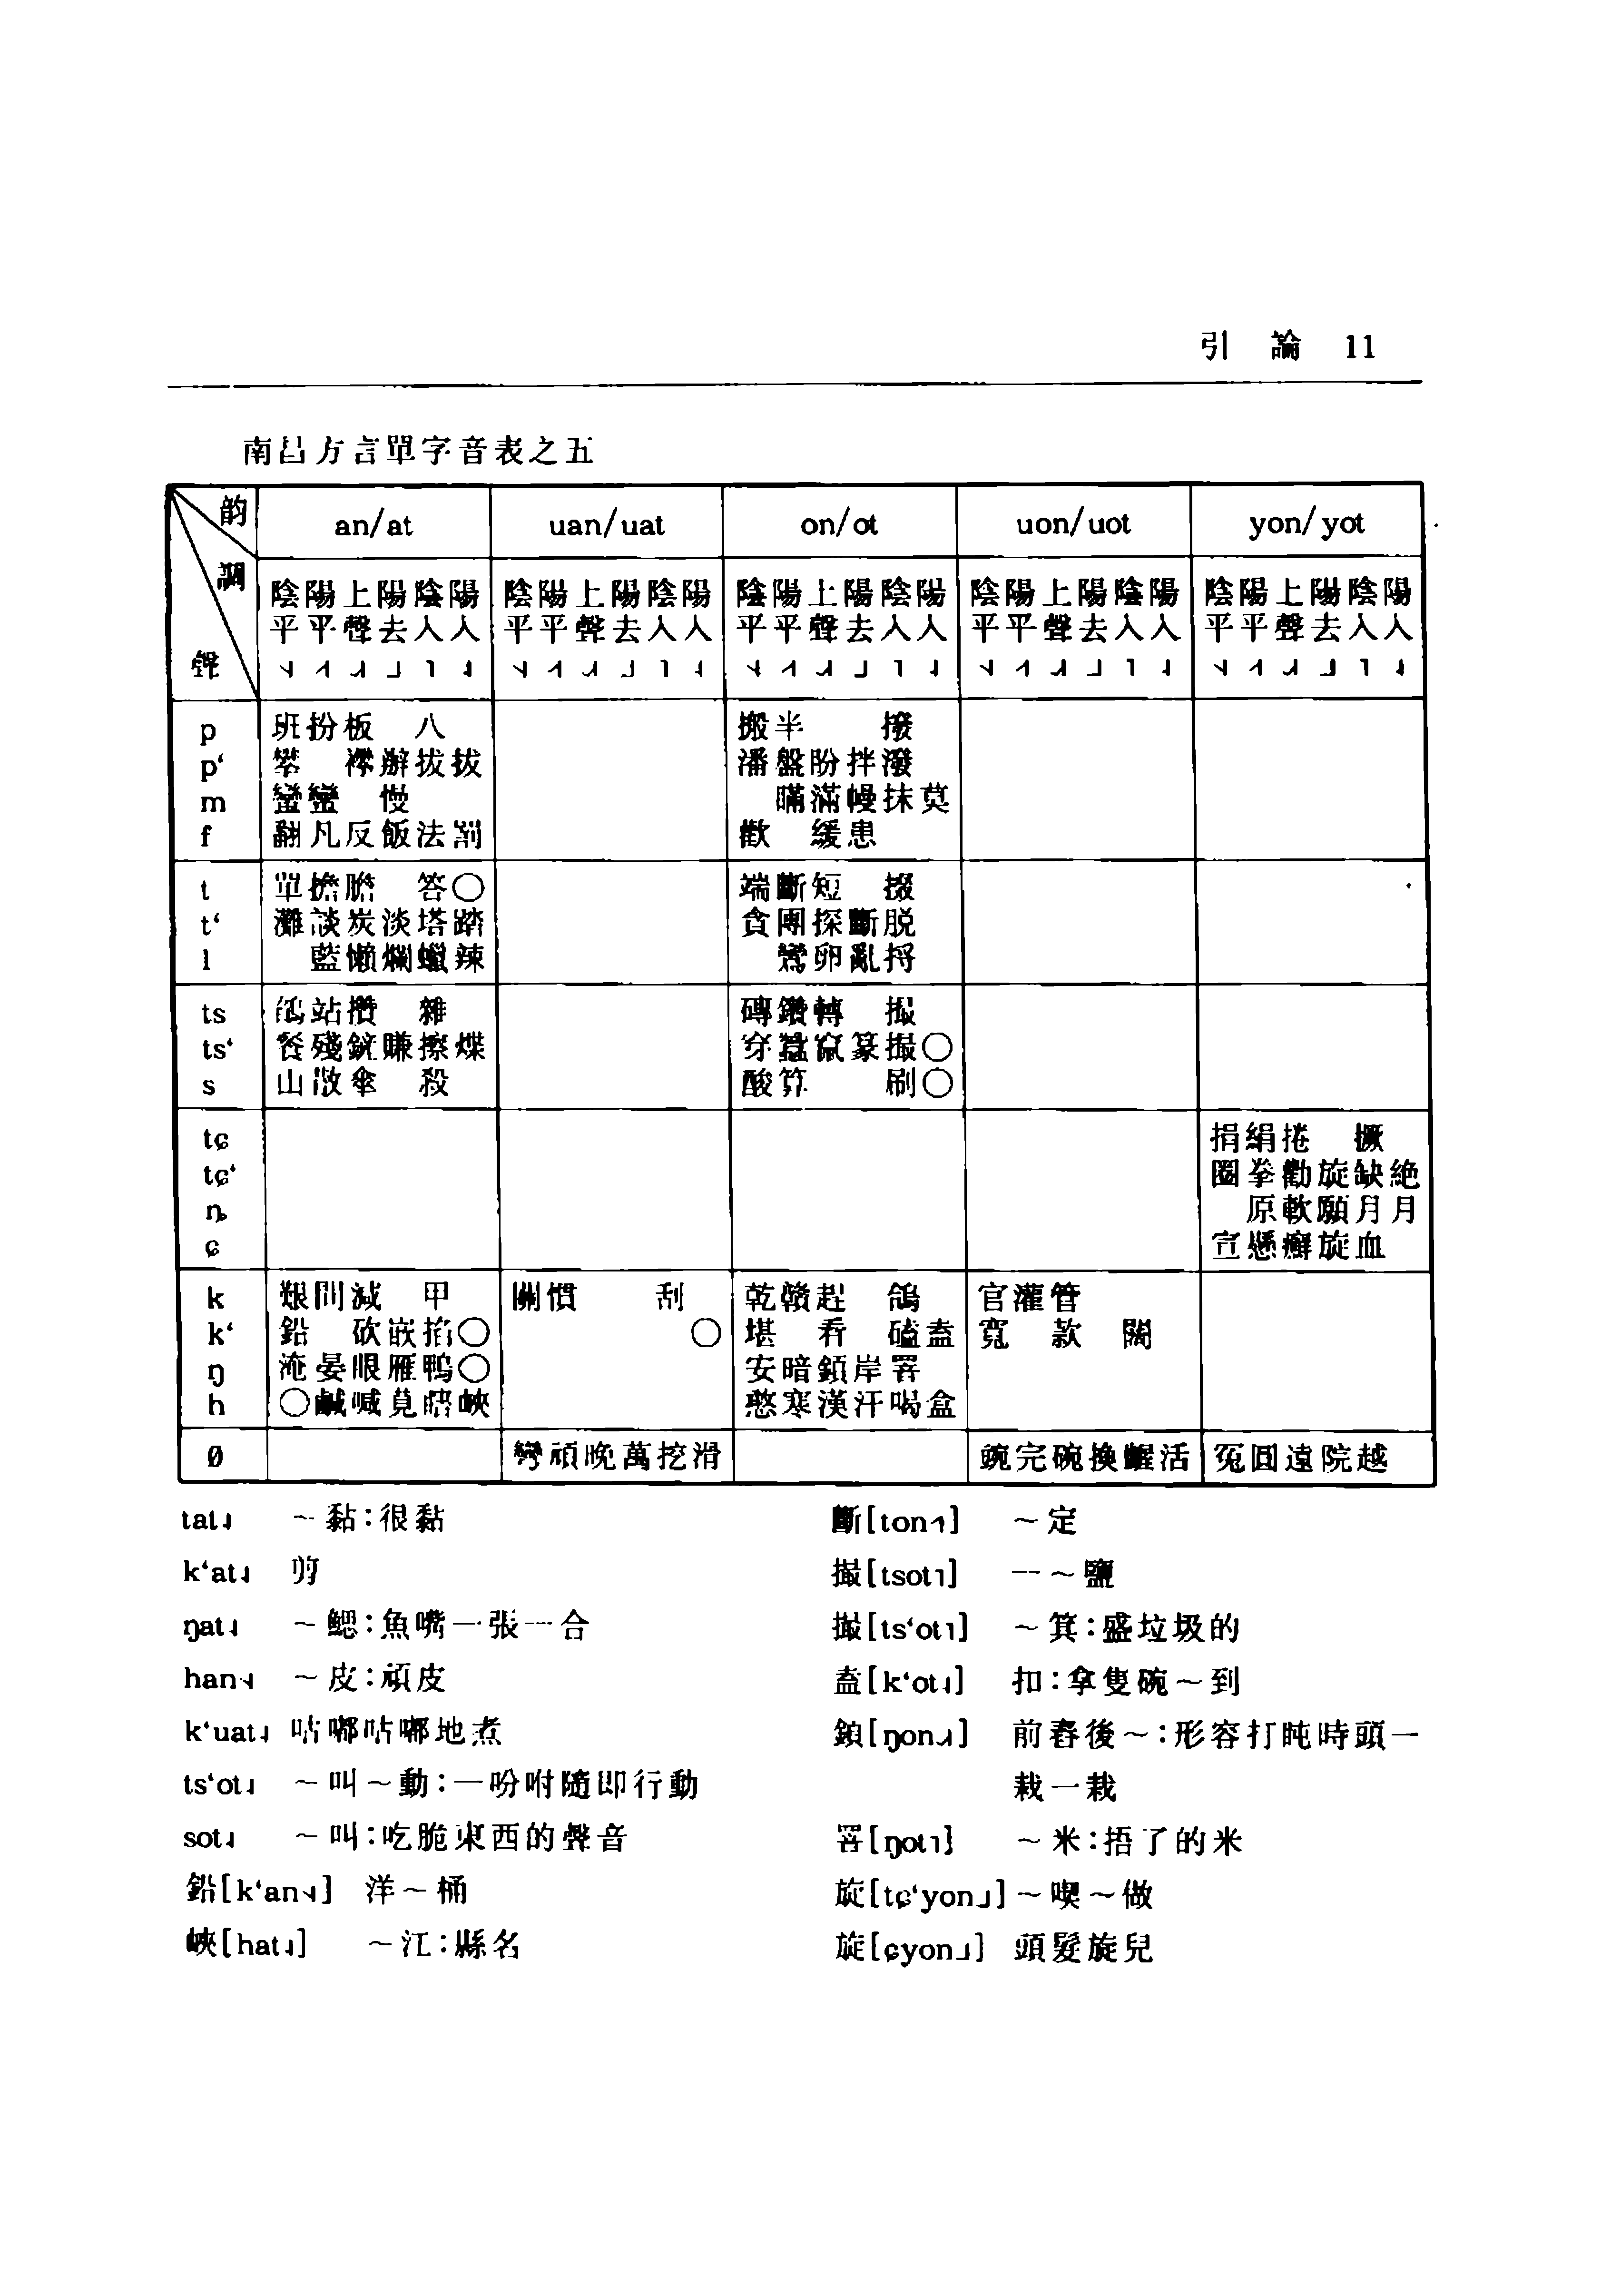 引 論 11
南昌方言單字音表之五
韵 an/at uan/uat on/ot uon/uot yon/yot
調
陰陽上陽陰陽 陰陽上陽陰陽 陰陽上陽陰陽 陰陽上陽陰陽 陰陽上陽陰陽
平平聲去入入 平平聲去入入 平平聲去入入 平平聲去入入 平平聲去入入
聲
p 班扮板 八 搬半 撥
p‘ 攀 襻辦拔拔 潘盤盼拌潑
m 蠻 慢 瞞滿幔抹莫
f 翻凡反飯法罰 歡 緩患
t 單擔膽 答○ 端斷短 掇
t‘ 灘談炭淡塔踏 貪團探斷脱
l 藍懶爛蠟辣 鸞卵亂捋
ts 站攢 雜 磚鑽轉 撮
ts‘ 餐殘鏟賺擦煠 穿竄篆撮○
s 山散傘 殺 酸算 刷○
tɕ 捐絹捲 橛
tɕ‘ 圈拳勸旋缺絶
ȵ 原軟願月月
ɕ 宣懸癬旋血
k 艱間減 甲 關慣 刮 乾贛趕 鴿 官灌管
k‘ 鉛 砍嵌掐○ ○ 堪 看 磕盍 寬 款 闊
ŋ 淹晏眼雁鴨○ 安暗岸
h ○鹹喊莧峽 憨寒漢汗喝盒
Ø 彎頑晚萬挖滑 豌完碗換活 冤圓遠院越
tat˩ ～黏：很黏
k‘at˩ 剪
ŋat˩ ～鰓：魚嘴一張一合
han ～皮：頑皮
k‘uat˩ 咕嘟咕嘟地煮
ts‘ot˩ ～叫～動：一吩咐隨即行動
sot˩ ～叫：吃脆東西的聲音
鉛[k‘an] 洋～桶
峽[hat˩] ～江：縣名
斷[ton] ～定
撮[tsot˥] 一～鹽
撮[ts‘ot˥] ～箕：盛垃圾的
[k‘ot˩] 扣：拿隻碗～到
[ŋon] 前舂後～：形容打盹時頭一
栽一栽
[ŋot˥] ～米：捂了的米
旋[tɕ‘yon˩] ～喫～做
旋[ɕyon˩] 頭髮旋兒